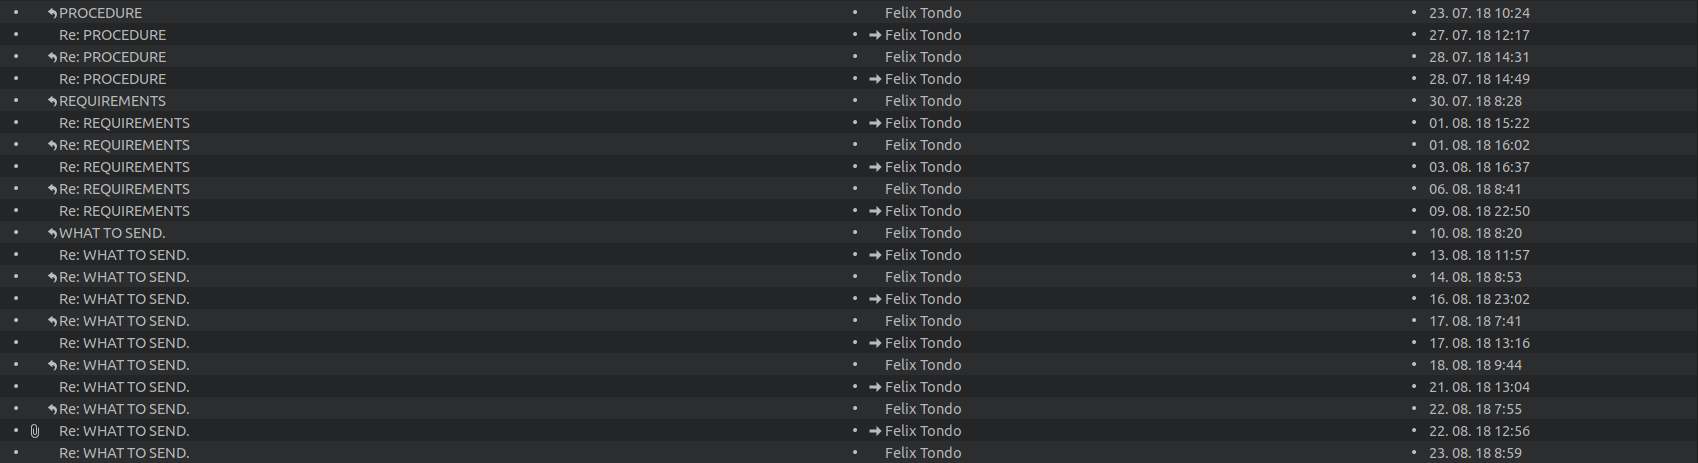 PROCEDURE Felix Tondo 23. 07. 18 10:24
Re: PROCEDURE Felix Tondo 27. 07. 18 12:17
Re: PROCEDURE Felix Tondo 28. 07. 18 14:31
Re: PROCEDURE Felix Tondo 28. 07. 18 14:49
REQUIREMENTS Felix Tondo 30. 07. 18 8:28
Re: REQUIREMENTS Felix Tondo 01. 08. 18 15:22
Re: REQUIREMENTS Felix Tondo 01. 08. 18 16:02
Re: REQUIREMENTS Felix Tondo 03. 08. 18 16:37
Re: REQUIREMENTS Felix Tondo 06. 08. 18 8:41
Re: REQUIREMENTS Felix Tondo 09. 08. 18 22:50
WHAT TO SEND. Felix Tondo 10. 08. 18 8:20
Re: WHAT TO SEND. Felix Tondo 13. 08. 18 11:57
Re: WHAT TO SEND. Felix Tondo 14. 08. 18 8:53
Re: WHAT TO SEND. Felix Tondo 16. 08. 18 23:02
Re: WHAT TO SEND. Felix Tondo 17. 08. 18 7:41
Re: WHAT TO SEND. Felix Tondo 17. 08. 18 13:16
Re: WHAT TO SEND. Felix Tondo 18. 08. 18 9:44
Re: WHAT TO SEND. Felix Tondo 21. 08. 18 13:04
Re: WHAT TO SEND. Felix Tondo 22. 08. 18 7:55
Re: WHAT TO SEND. Felix Tondo 22. 08. 18 12:56
Re: WHAT TO SEND. Felix Tondo 23. 08. 18 8:59